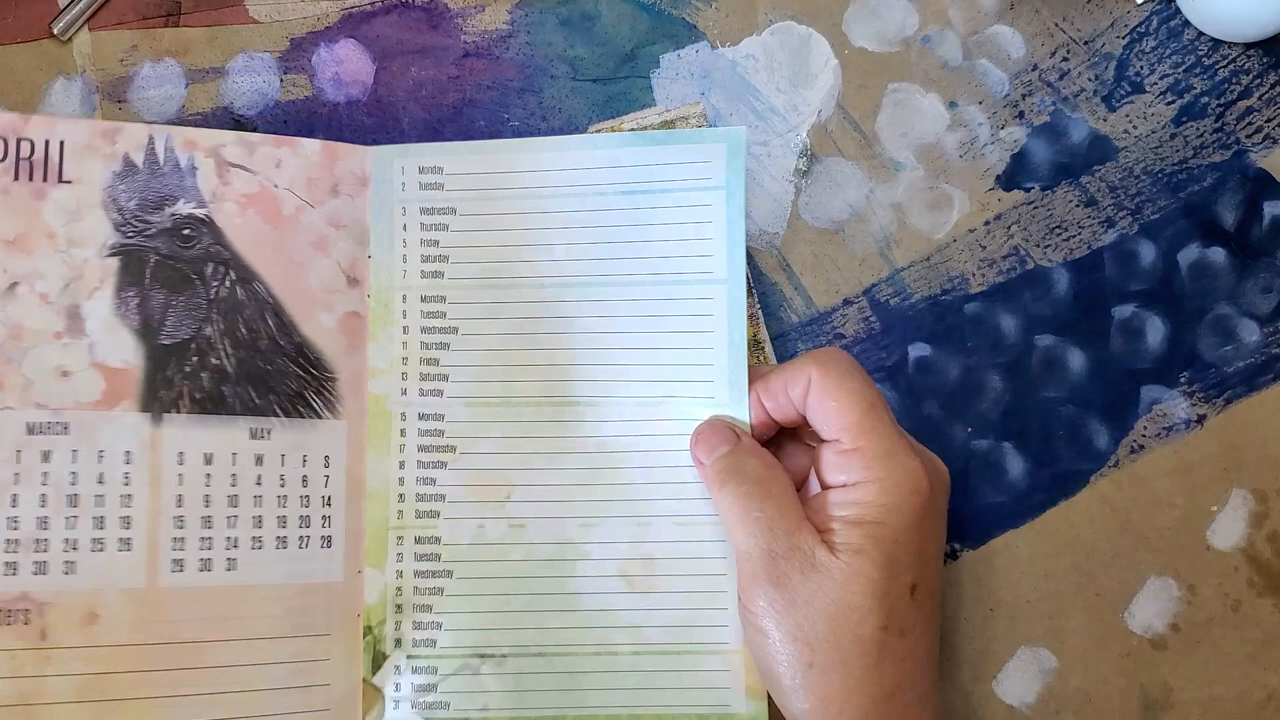 PRIL
MARCH
T W T F S
1 2 3 4 5
8 9 10 11 12
15 16 17 18 19
22 23 24 25 26
29 30 31
MAY
S M T W T F S
1 2 3 4 5 6 7
8 9 10 11 12 13 14
15 16 17 18 19 20 21
22 23 24 25 26 27 28
29 30 31
ders
1 Monday
2 Tuesday
3 Wednesday
4 Thursday
5 Friday
6 Saturday
7 Sunday
8 Monday
9 Tuesday
10 Wednesday
11 Thursday
12 Friday
13 Saturday
14 Sunday
15 Monday
16 Tuesday
17 Wednesday
18 Thursday
19 Friday
20 Saturday
21 Sunday
22 Monday
23 Tuesday
24 Wednesday
25 Thursday
26 Friday
27 Saturday
28 Sunday
29 Monday
30 Tuesday
31 Wednesday